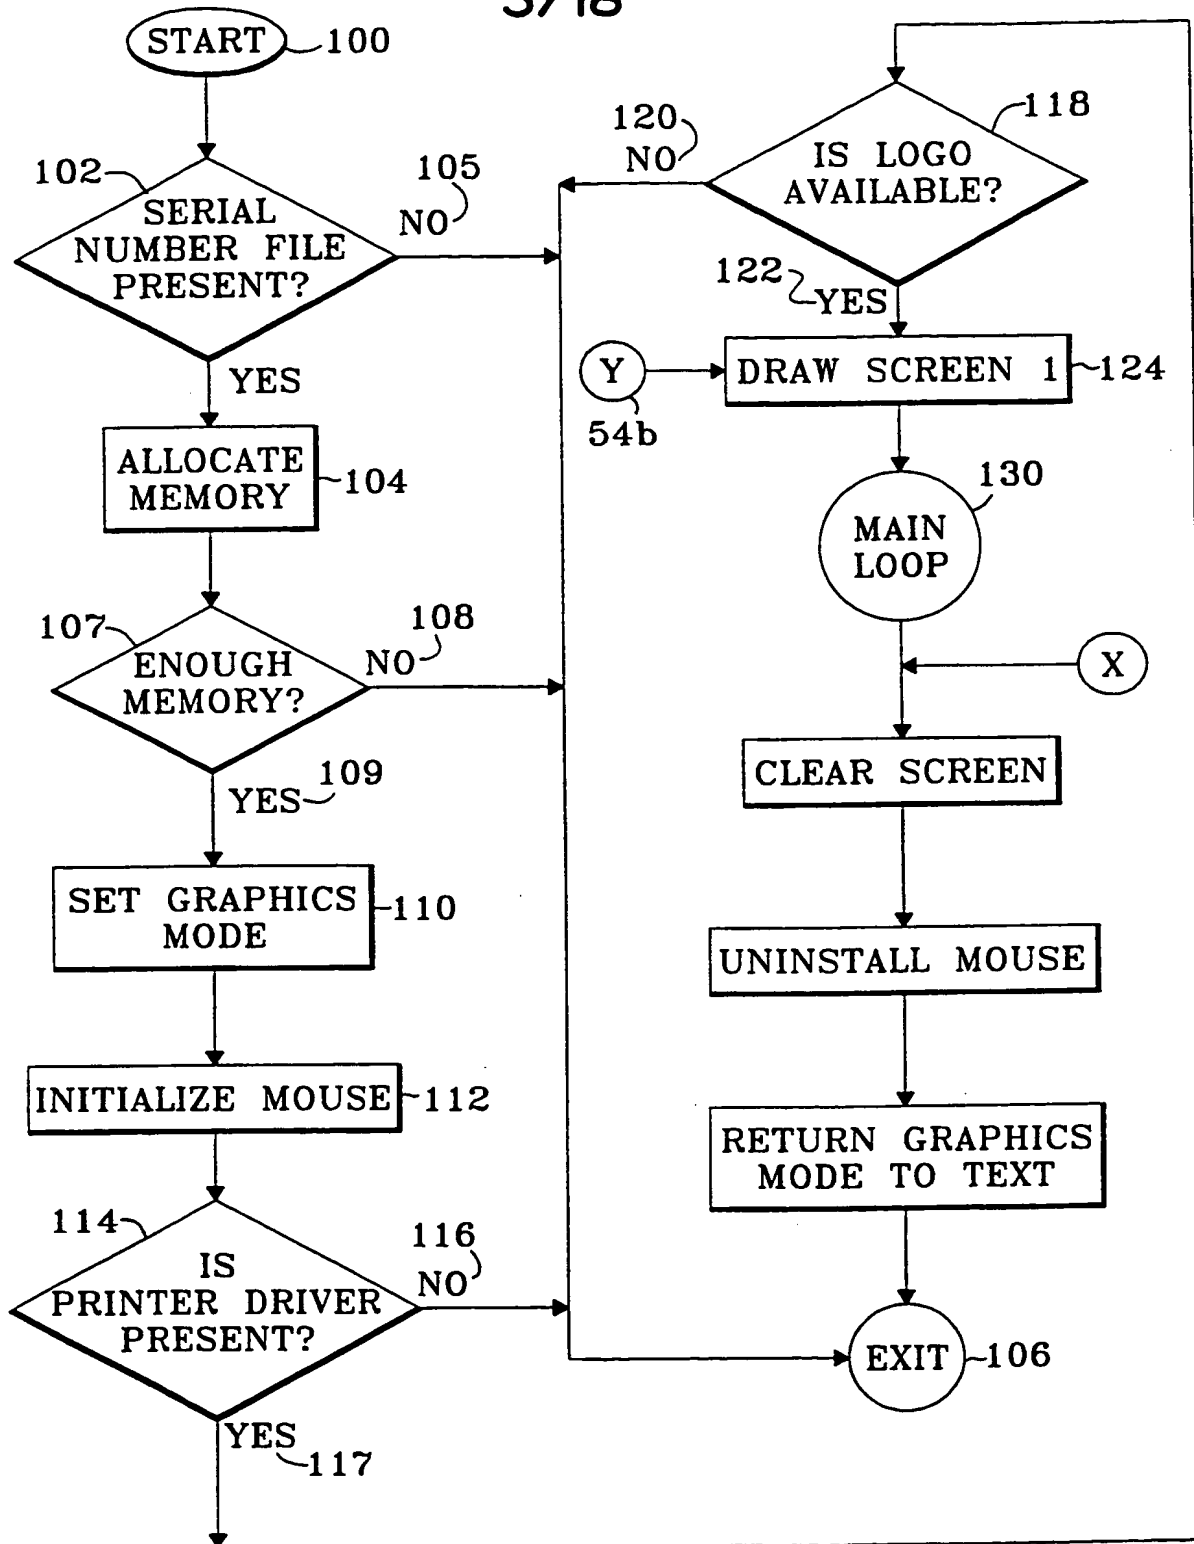 3/18
START
100
102
SERIAL
NUMBER FILE
PRESENT?
105
NO
YES
ALLOCATE
MEMORY
104
107
ENOUGH
MEMORY?
108
NO
109
YES
SET GRAPHICS
MODE
110
INITIALIZE MOUSE
112
114
IS
PRINTER DRIVER
PRESENT?
116
NO
YES
117
118
IS LOGO
AVAILABLE?
120
NO
122
YES
Y
54b
DRAW SCREEN 1
124
130
MAIN
LOOP
X
CLEAR SCREEN
UNINSTALL MOUSE
RETURN GRAPHICS
MODE TO TEXT
EXIT
106